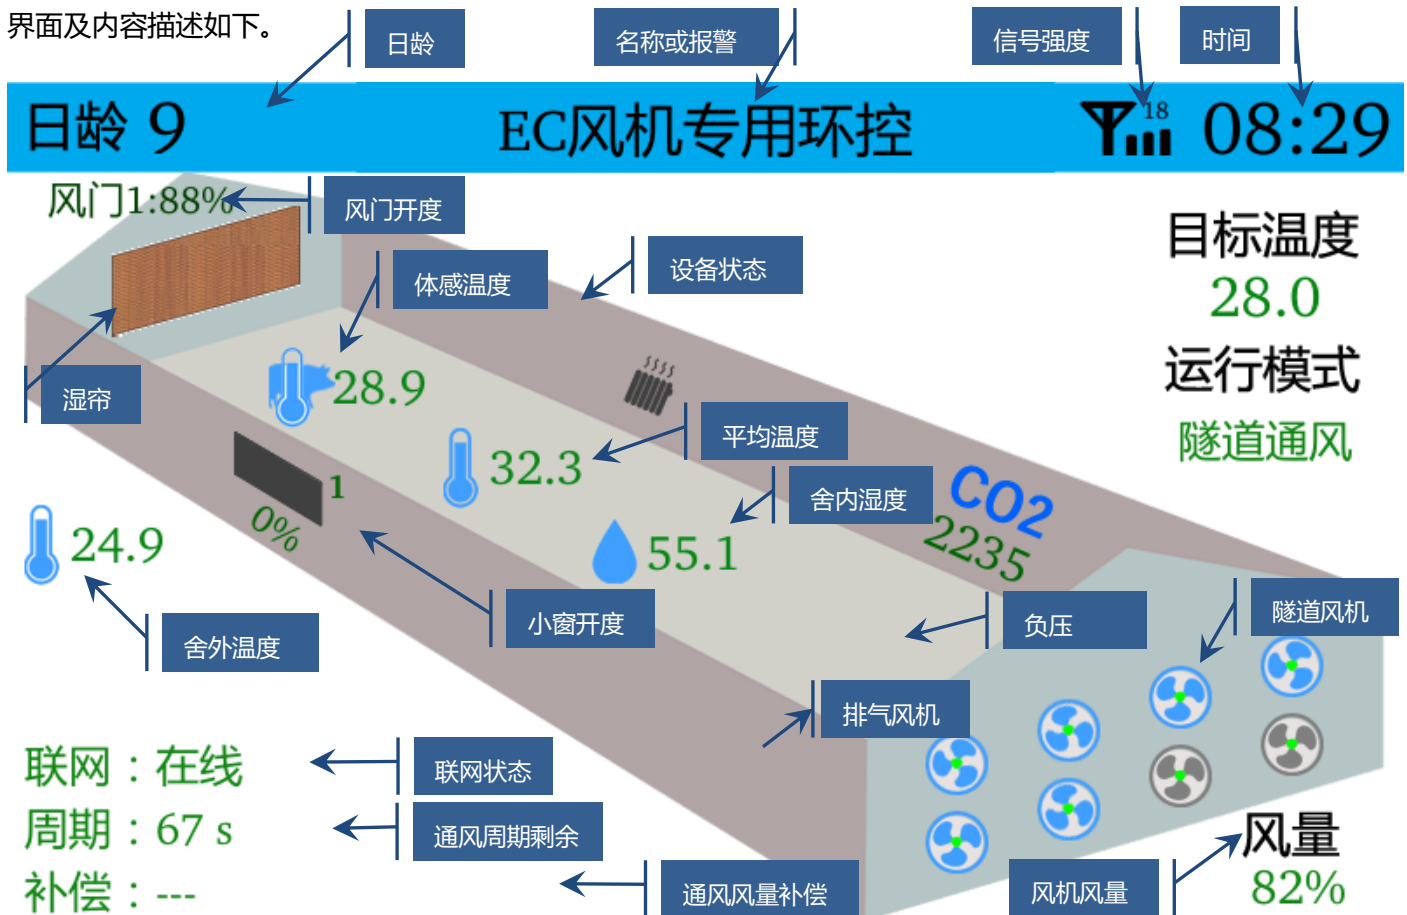 界面及内容描述如下。
日龄
名称或报警
信号强度
时间
日龄 9
EC风机专用环控
18
08:29
风门1:88%
风门开度
体感温度
设备状态
目标温度
28.0
运行模式
隧道通风
湿帘
28.9
平均温度
32.3
舍内湿度
CO2
2235
1
0%
55.1
24.9
舍外温度
小窗开度
负压
隧道风机
排气风机
联网：在线
联网状态
周期：67 s
通风周期剩余
补偿：---
通风风量补偿
风机风量
风量
82%